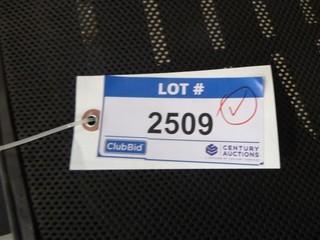 LOT #
2509
ClubBid
CENTURY
AUCTIONS